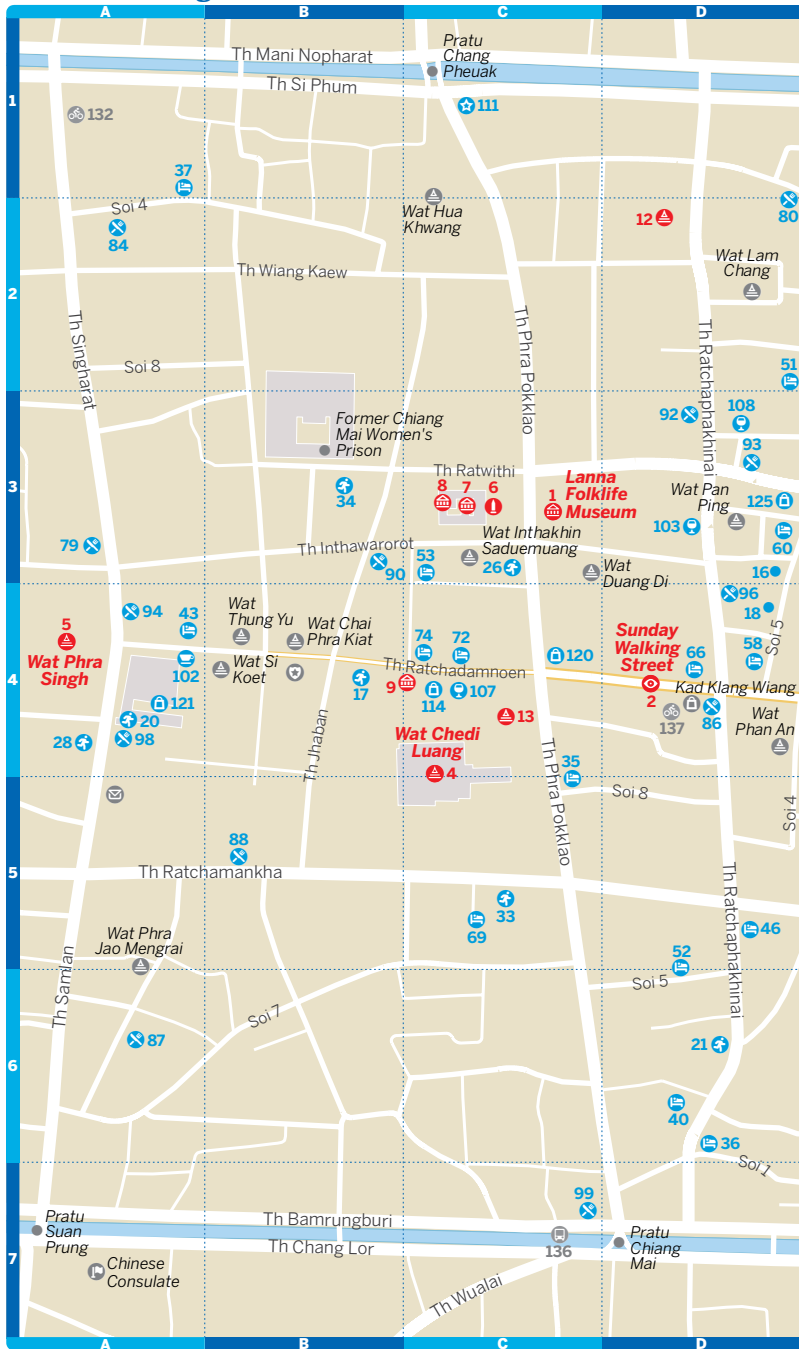 A
B
C
D
Th Mani Nopharat
Pratu
Chang
Pheuak
Th Si Phum
1
132
111
37
Soi 4
84
Wat Hua
Khwang
12
80
Wat Lam
Chang
2
Th Wiang Kaew
Th Singharat
Th Phra Pokklao
Th Ratchaphakhinai
Soi 8
51
92
108
Former Chiang
Mai Women's
Prison
93
Th Ratwithi
3
34
8
7
6
1
Lanna
Folklife
Museum
Wat Pan
Ping
125
103
60
79
Th Inthawarorot
Wat Inthakhin
Saduemuang
90
53
26
Wat
Duang Di
16
96
18
Soi 5
94
43
5
Wat Phra
Singh
Wat
Thung Yu
Wat Chai
Phra Kiat
74
72
120
Sunday
Walking
Street
66
58
102
Wat Si
Koet
Th Ratchadamnoen
4
17
9
114
107
2
Kad Klang Wiang
121
20
13
137
86
Wat
Phan An
28
98
Th Jhaban
Wat Chedi
Luang
4
Th Phra Pokklao
35
Soi 8
Soi 4
88
5
Th Ratchamankha
Th Ratchaphakhinai
33
69
46
Wat Phra
Jao Mengrai
52
Th Samlan
Soi 5
Soi 7
87
21
6
40
36
Soi 1
99
Pratu
Suan
Prung
Th Bamrungburi
Th Chang Lor
136
Pratu
Chiang
Mai
7
Chinese
Consulate
Th Wualai
A
B
C
D